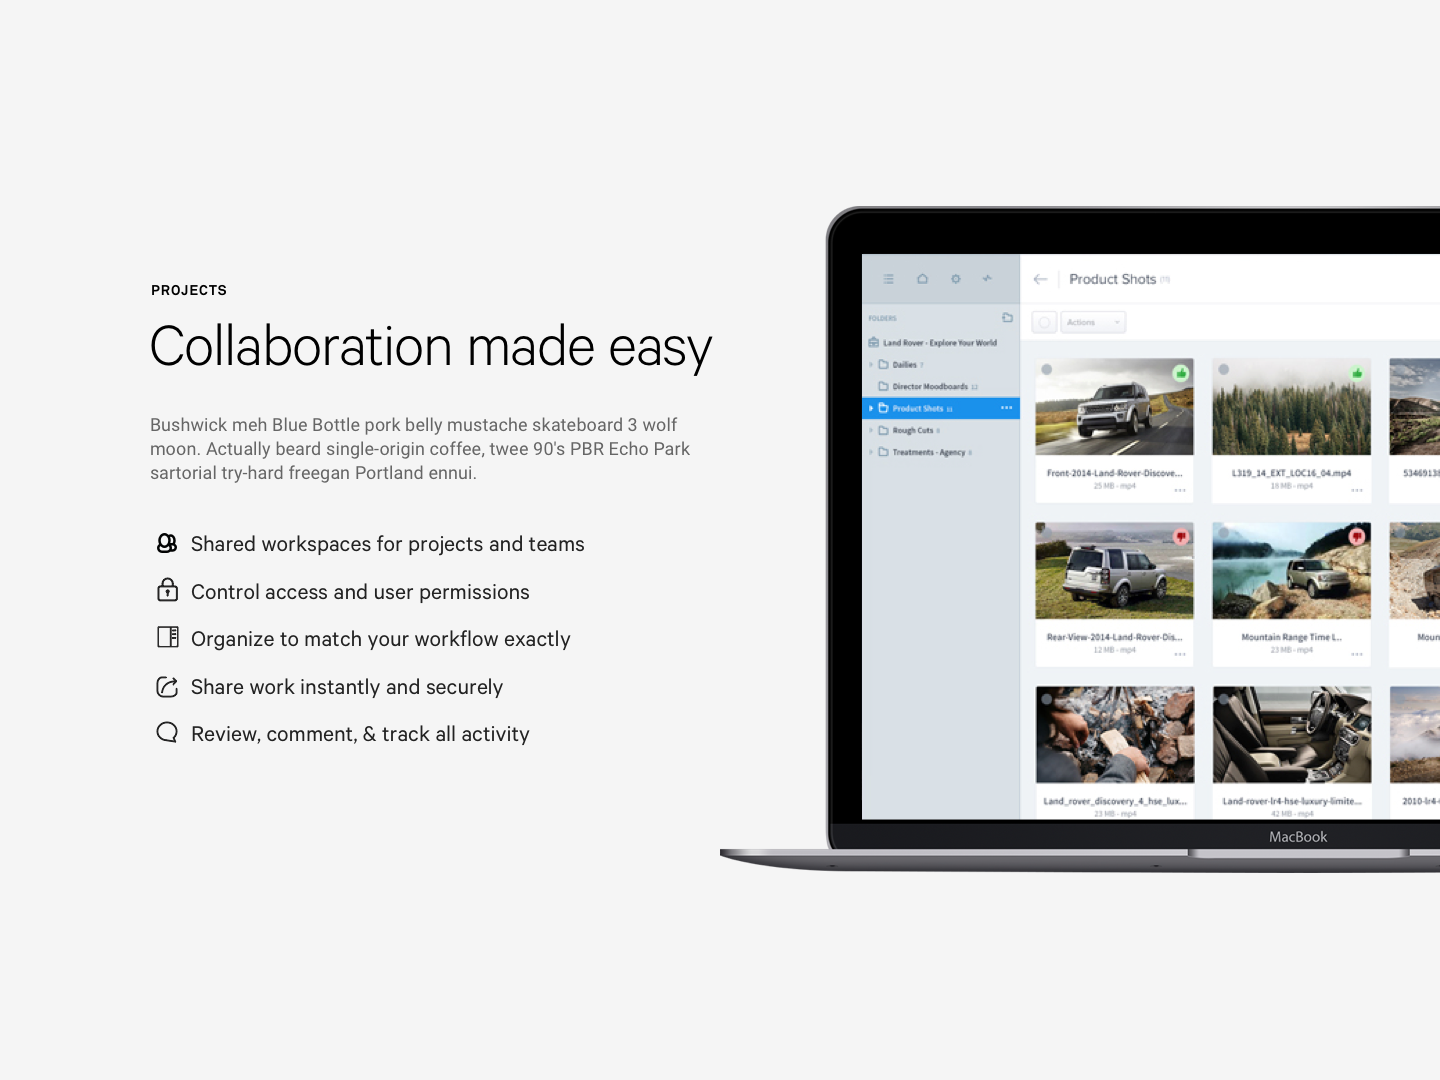 PROJECTS
Collaboration made easy
Bushwick meh Blue Bottle pork belly mustache skateboard 3 wolf
moon. Actually beard single-origin coffee, twee 90's PBR Echo Park
sartorial try-hard freegan Portland ennui.
Shared workspaces for projects and teams
Control access and user permissions
Organize to match your workflow exactly
Share work instantly and securely
Review, comment, & track all activity
Product Shots
FOLDERS
Actions
Land Rover - Explore Your World
Dailies 7
Director Moodboards 12
Product Shots
Rough Cuts
Treatments - Agency
Front-2014-Land-Rover-Discove...
25 MB - mp4
L319_14_EXT_LOC16_04.mp4
18 MB - mp4
5346913
Rear-View-2014-Land-Rover-Dis...
12 MB - mp4
Mountain Range Time L..
23 MB - mp4
Moun
Land_rover_discovery_4_hse_lux...
23 MB - mp4
Land-rover-lr4-hse-luxury-limite...
42 MB - mp4
2010-lr4-
MacBook